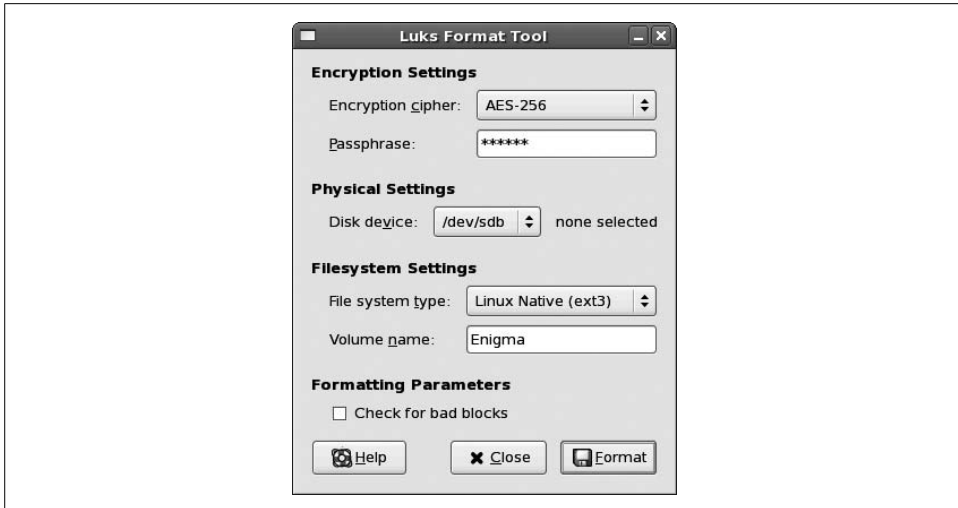 Luks Format Tool
Encryption Settings
Encryption cipher: AES-256
Passphrase: ******
Physical Settings
Disk device: /dev/sdb none selected
Filesystem Settings
File system type: Linux Native (ext3)
Volume name: Enigma
Formatting Parameters
Check for bad blocks
Help Close Format